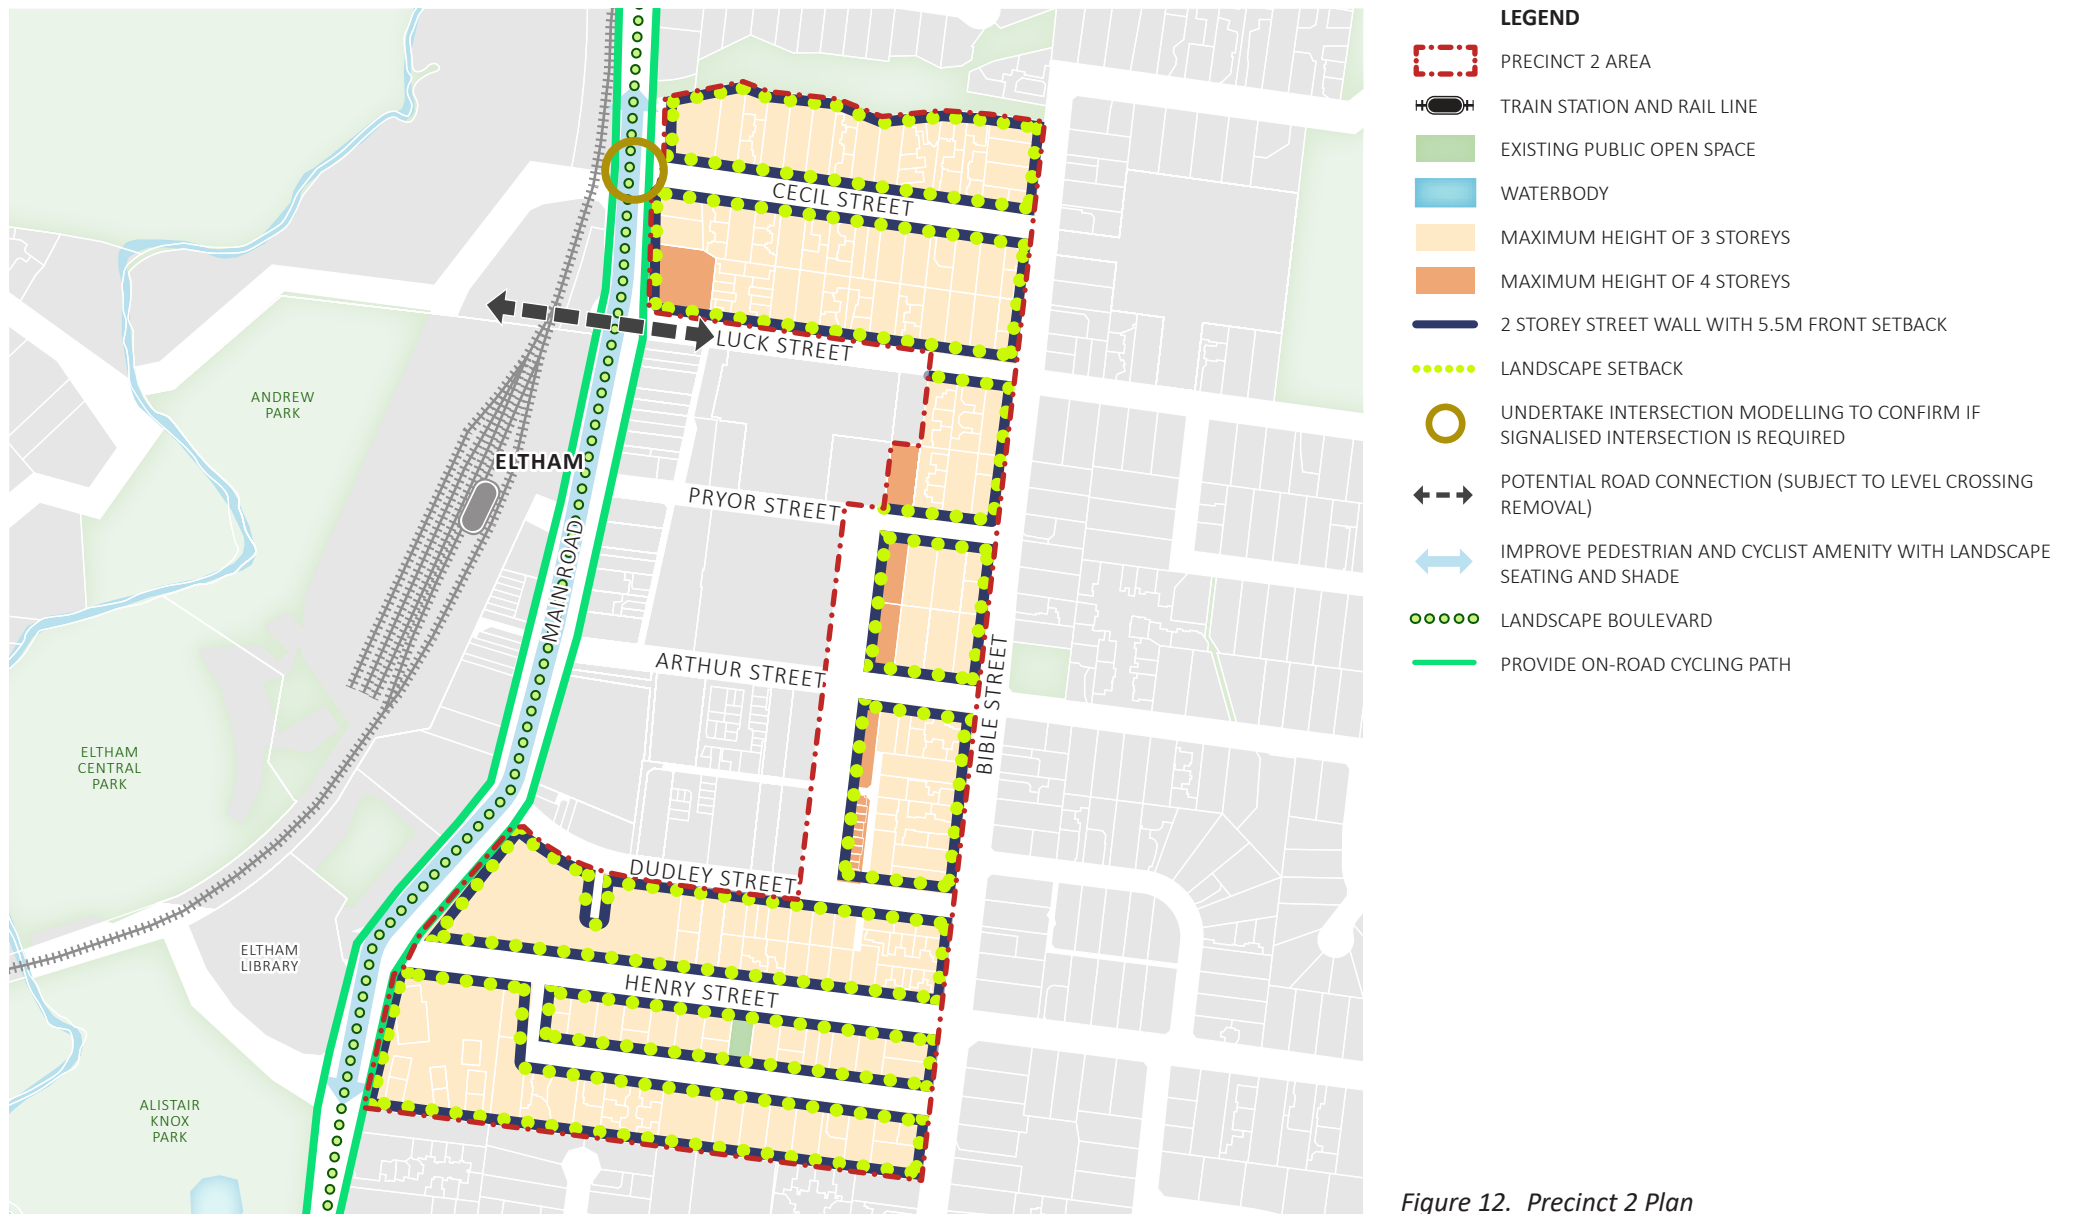 CECIL STREET
LUCK STREET
ANDREW
PARK
ELTHAM
PRYOR STREET
MAIN ROAD
ARTHUR STREET
BIBLE STREET
ELTHAM
CENTRAL
PARK
DUDLEY STREET
ELTHAM
LIBRARY
HENRY STREET
ALISTAIR
KNOX
PARK
LEGEND
PRECINCT 2 AREA
TRAIN STATION AND RAIL LINE
EXISTING PUBLIC OPEN SPACE
WATERBODY
MAXIMUM HEIGHT OF 3 STOREYS
MAXIMUM HEIGHT OF 4 STOREYS
2 STOREY STREET WALL WITH 5.5M FRONT SETBACK
LANDSCAPE SETBACK
UNDERTAKE INTERSECTION MODELLING TO CONFIRM IF
SIGNALISED INTERSECTION IS REQUIRED
POTENTIAL ROAD CONNECTION (SUBJECT TO LEVEL CROSSING
REMOVAL)
IMPROVE PEDESTRIAN AND CYCLIST AMENITY WITH LANDSCAPE
SEATING AND SHADE
LANDSCAPE BOULEVARD
PROVIDE ON-ROAD CYCLING PATH
Figure 12. Precinct 2 Plan